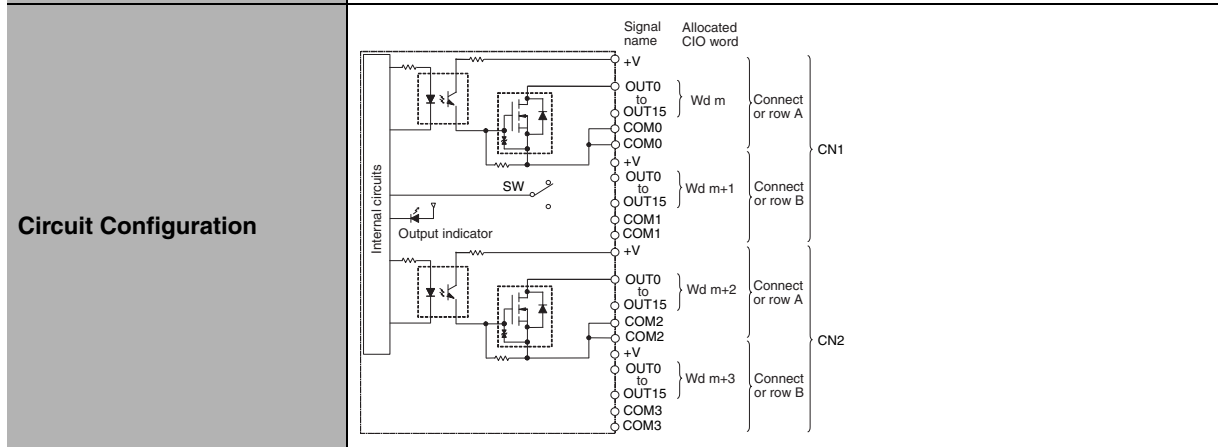 Circuit Configuration
Signal name
Allocated CIO word
Internal circuits
SW
Output indicator
+V
OUT0
to
OUT15
COM0
COM0
Wd m
Connect
or row A
+V
OUT0
to
OUT15
COM1
COM1
Wd m+1
Connect
or row B
CN1
+V
OUT0
to
OUT15
COM2
COM2
Wd m+2
Connect
or row A
+V
OUT0
to
OUT15
COM3
COM3
Wd m+3
Connect
or row B
CN2